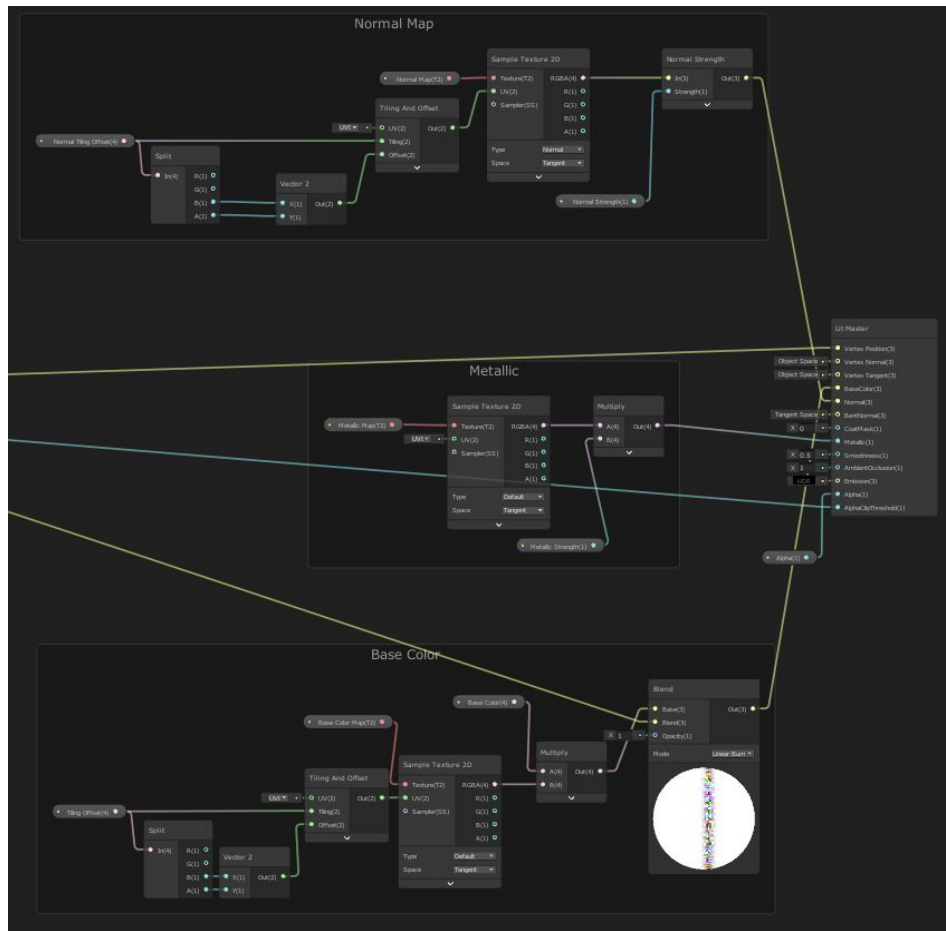 Normal Map
Sample Texture 2D
Normal Strength
Normal Map(T2)
Texture(T2) RGBA(4)
UV(2) R(1)
Sampler(SS) G(1)
B(1)
A(1)
Type Normal
Space Tangent
In(3) Out(3)
Strength(1)
Tiling And Offset
UV(2) Out(2)
Tiling(2)
Offset(2)
Normal Tiling Offset(4)
Split
In(4) R(1)
G(1)
B(1)
A(1)
Vector 2
X(1) Out(2)
Y(1)
Normal Strength(1)
Lit Master
Object Space Vertex Position(3)
Object Space Vertex Normal(3)
Vertex Tangent(3)
BaseColor(3)
Normal(3)
Tangent Space BentNormal(3)
X 0 CoatMask(1)
Metallic(1)
X 0.5 Smoothness(1)
X 1 AmbientOcclusion(1)
HDR Emission(3)
Alpha(1)
AlphaClipThreshold(1)
Alpha(1)
Metallic
Sample Texture 2D
Multiply
Metallic Map(T2)
Texture(T2) RGBA(4)
UV(2) R(1)
Sampler(SS) G(1)
B(1)
A(1)
Type Default
Space Tangent
A(4) Out(4)
B(4)
Metallic Strength(1)
Base Color
Blend
Base(3) Out(3)
Blend(3)
X 1 Opacity(1)
Mode Linear Burn
Base Color(4)
Base Color Map(T2)
Multiply
A(4) Out(4)
B(4)
Sample Texture 2D
Texture(T2) RGBA(4)
UV(2) R(1)
Sampler(SS) G(1)
B(1)
A(1)
Type Default
Space Tangent
Tiling And Offset
UV(2) Out(2)
Tiling(2)
Offset(2)
Tiling Offset(4)
Split
In(4) R(1)
G(1)
B(1)
A(1)
Vector 2
X(1) Out(2)
Y(1)